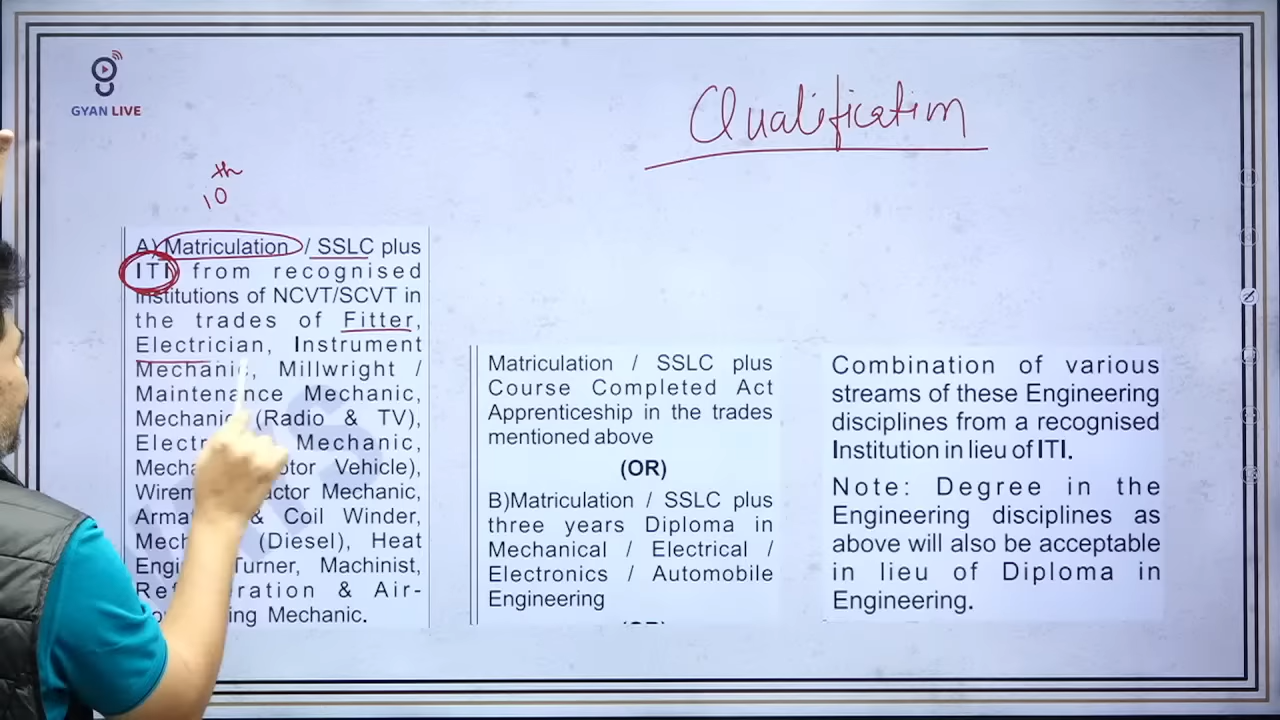 GYAN LIVE
Qualification
10th
A) Matriculation / SSLC plus
ITI from recognised
institutions of NCVT/SCVT in
the trades of Fitter,
Electrician, Instrument
Mechanic, Millwright /
Maintenance Mechanic,
Mechanic (Radio & TV),
Mechanic,
Vehicle),
Mechanic,
& Coil Winder,
(Diesel), Heat
Turner, Machinist,
& Air-
Mechanic.
Matriculation / SSLC plus
Course Completed Act
Apprenticeship in the trades
mentioned above
(OR)
B)Matriculation / SSLC plus
three years Diploma in
Mechanical / Electrical /
Electronics / Automobile
Engineering
Combination of various
streams of these Engineering
disciplines from a recognised
Institution in lieu of ITI.
Note: Degree in the
Engineering disciplines as
above will also be acceptable
in lieu of Diploma in
Engineering.